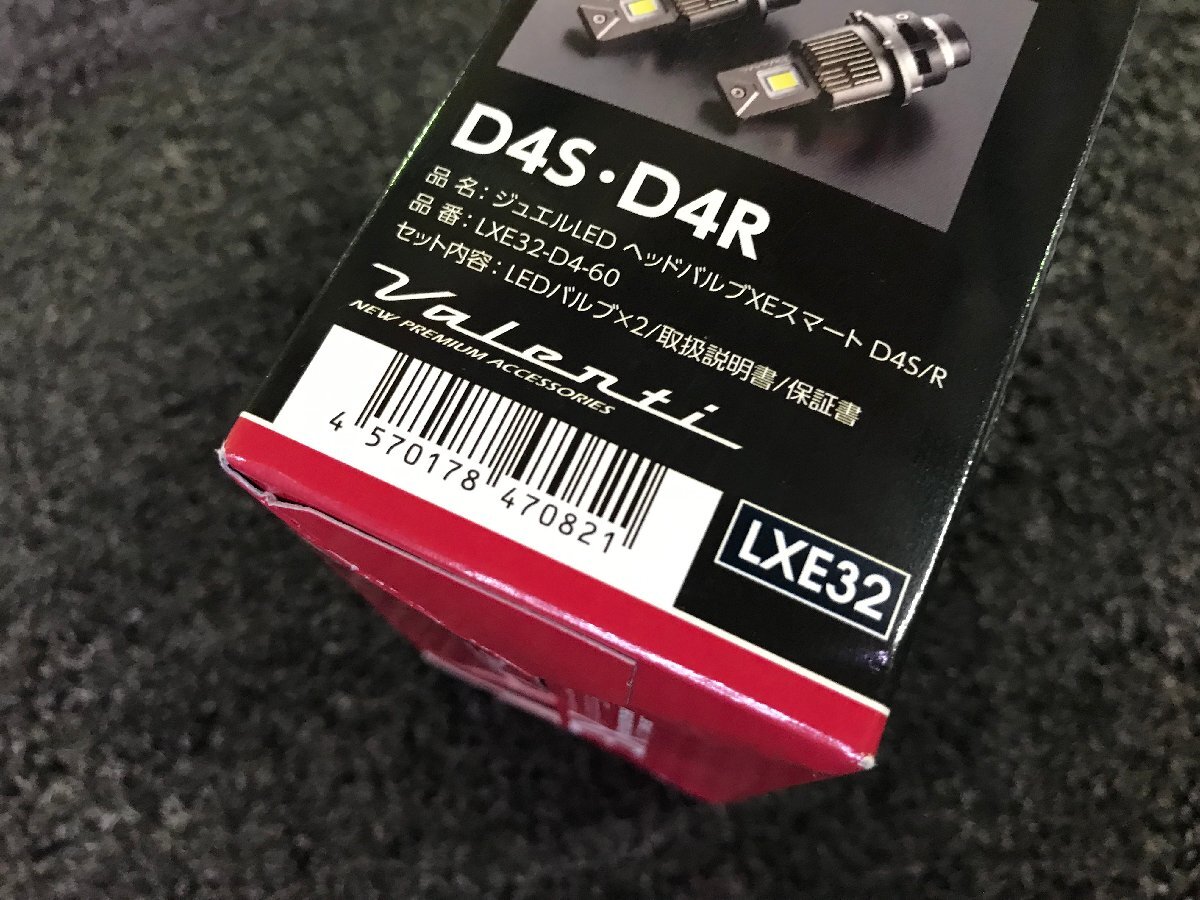 D4S・D4R
品 名：ジュエルLED ヘッドバルブXEスマート D4S/R
品 番：LXE32-D4-60
セット内容：LEDバルブ×2/取扱説明書/保証書
Valenti
NEW PREMIUM ACCESSORIES
4 570178 470821
LXE32